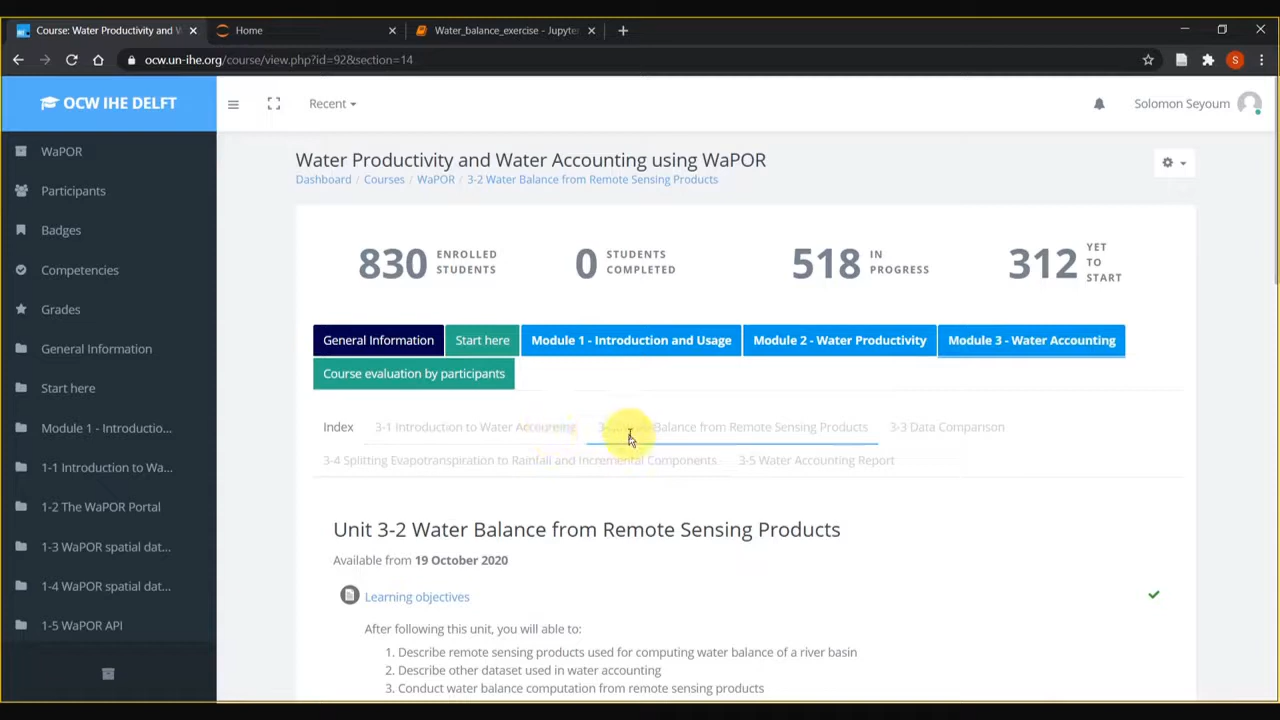 Course: Water Productivity and W
Home
Water_balance_exercise - Jupyte
ocw.un-ihe.org/course/view.php?id=92&section=14
S
OCW IHE DELFT
Recent
Solomon Seyoum
WaPOR
Participants
Badges
Competencies
Grades
General Information
Start here
Module 1 - Introductio...
1-1 Introduction to Wa...
1-2 The WaPOR Portal
1-3 WaPOR spatial dat...
1-4 WaPOR spatial dat...
1-5 WaPOR API
Water Productivity and Water Accounting using WaPOR
Dashboard / Courses / WaPOR / 3-2 Water Balance from Remote Sensing Products
830 ENROLLED STUDENTS
0 STUDENTS COMPLETED
518 IN PROGRESS
312 YET TO START
General Information
Start here
Module 1 - Introduction and Usage
Module 2 - Water Productivity
Module 3 - Water Accounting
Course evaluation by participants
Index
3-1 Introduction to Water Accounting
Balance from Remote Sensing Products
3-3 Data Comparison
3-4 Splitting Evapotranspiration to Rainfall and Incremental Components
3-5 Water Accounting Report
Unit 3-2 Water Balance from Remote Sensing Products
Available from 19 October 2020
Learning objectives
After following this unit, you will able to:
1. Describe remote sensing products used for computing water balance of a river basin
2. Describe other dataset used in water accounting
3. Conduct water balance computation from remote sensing products